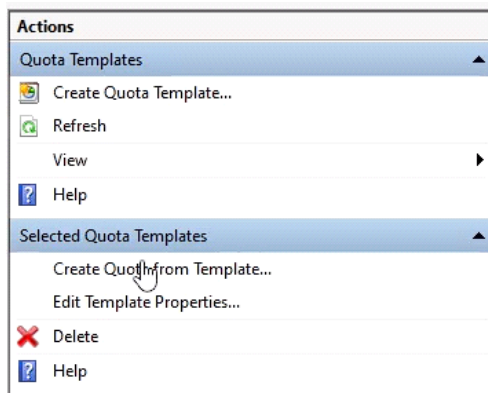 Actions
Quota Templates
Create Quota Template...
Refresh
View
Help
Selected Quota Templates
Create Quota from Template...
Edit Template Properties...
Delete
Help